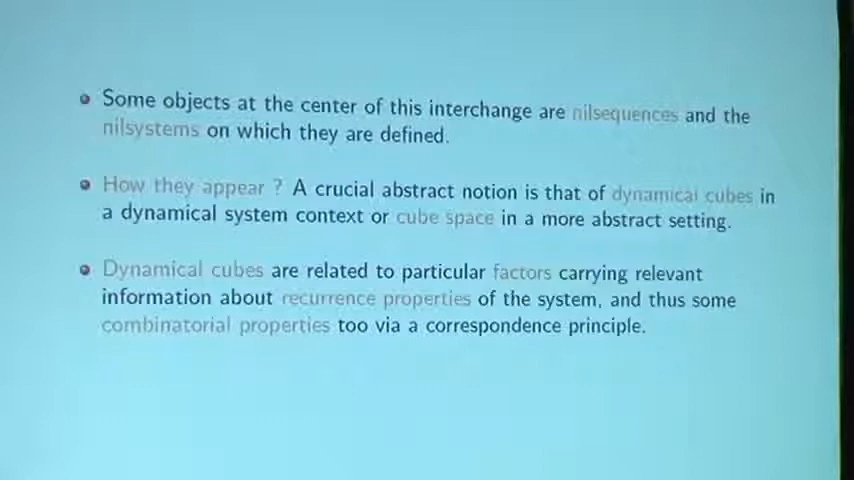 Some objects at the center of this interchange are nilsequences and the
nilsystems on which they are defined.
How they appear ? A crucial abstract notion is that of dynamical cubes in
a dynamical system context or cube space in a more abstract setting.
Dynamical cubes are related to particular factors carrying relevant
information about recurrence properties of the system, and thus some
combinatorial properties too via a correspondence principle.